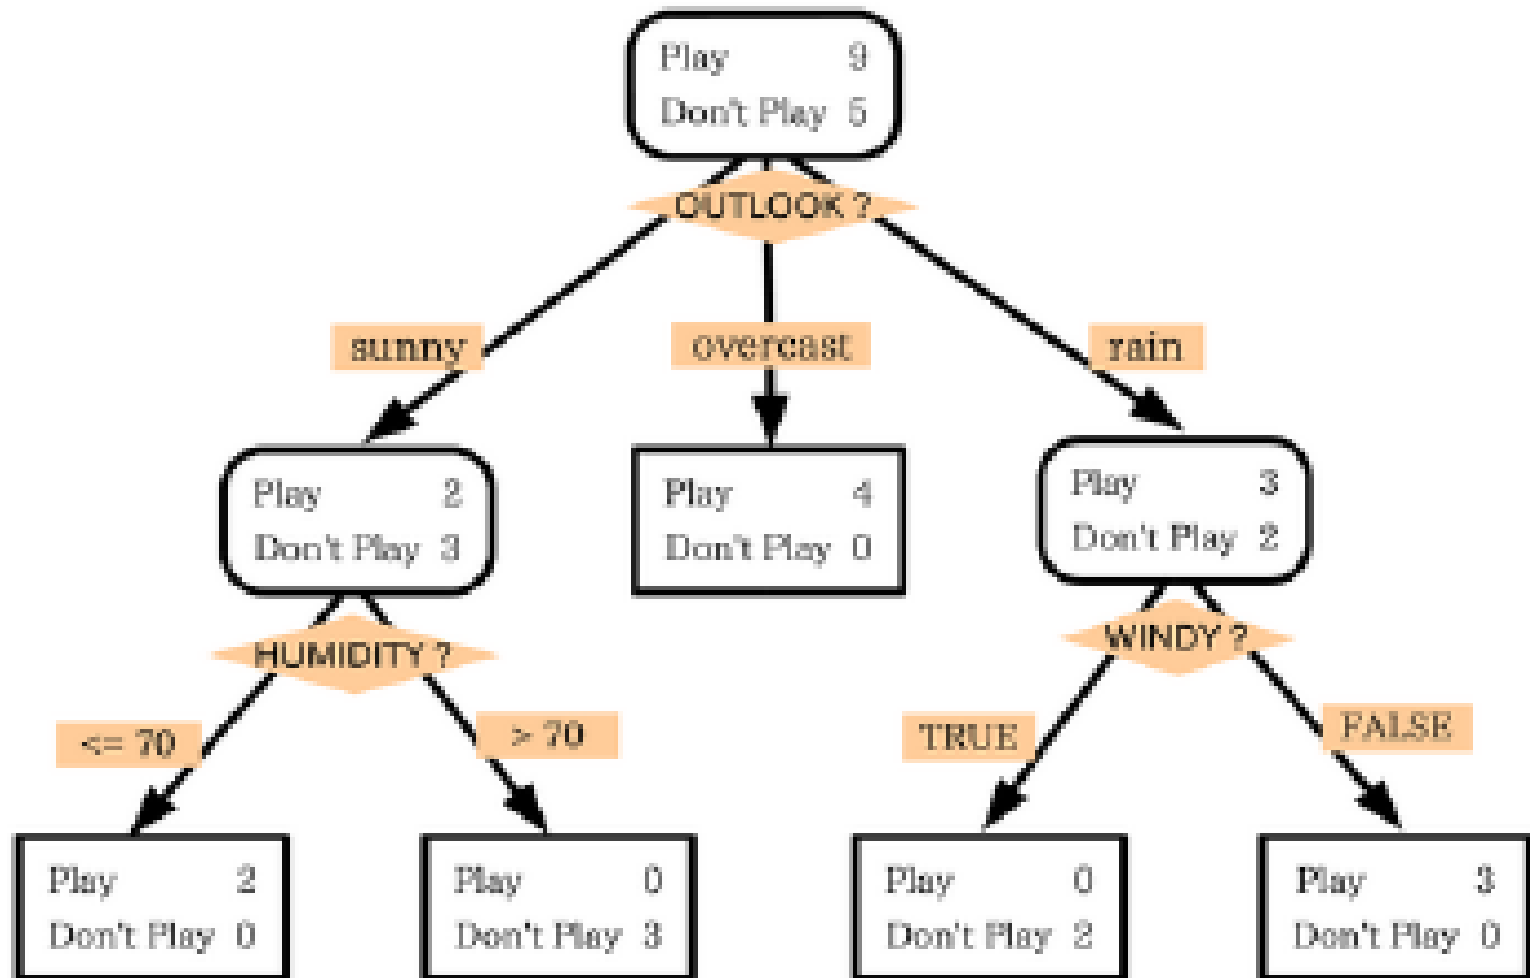 Play 9
Don't Play 5
OUTLOOK ?
sunny
overcast
rain
Play 2
Don't Play 3
Play 4
Don't Play 0
Play 3
Don't Play 2
HUMIDITY ?
WINDY ?
<= 70
> 70
TRUE
FALSE
Play 2
Don't Play 0
Play 0
Don't Play 3
Play 0
Don't Play 2
Play 3
Don't Play 0